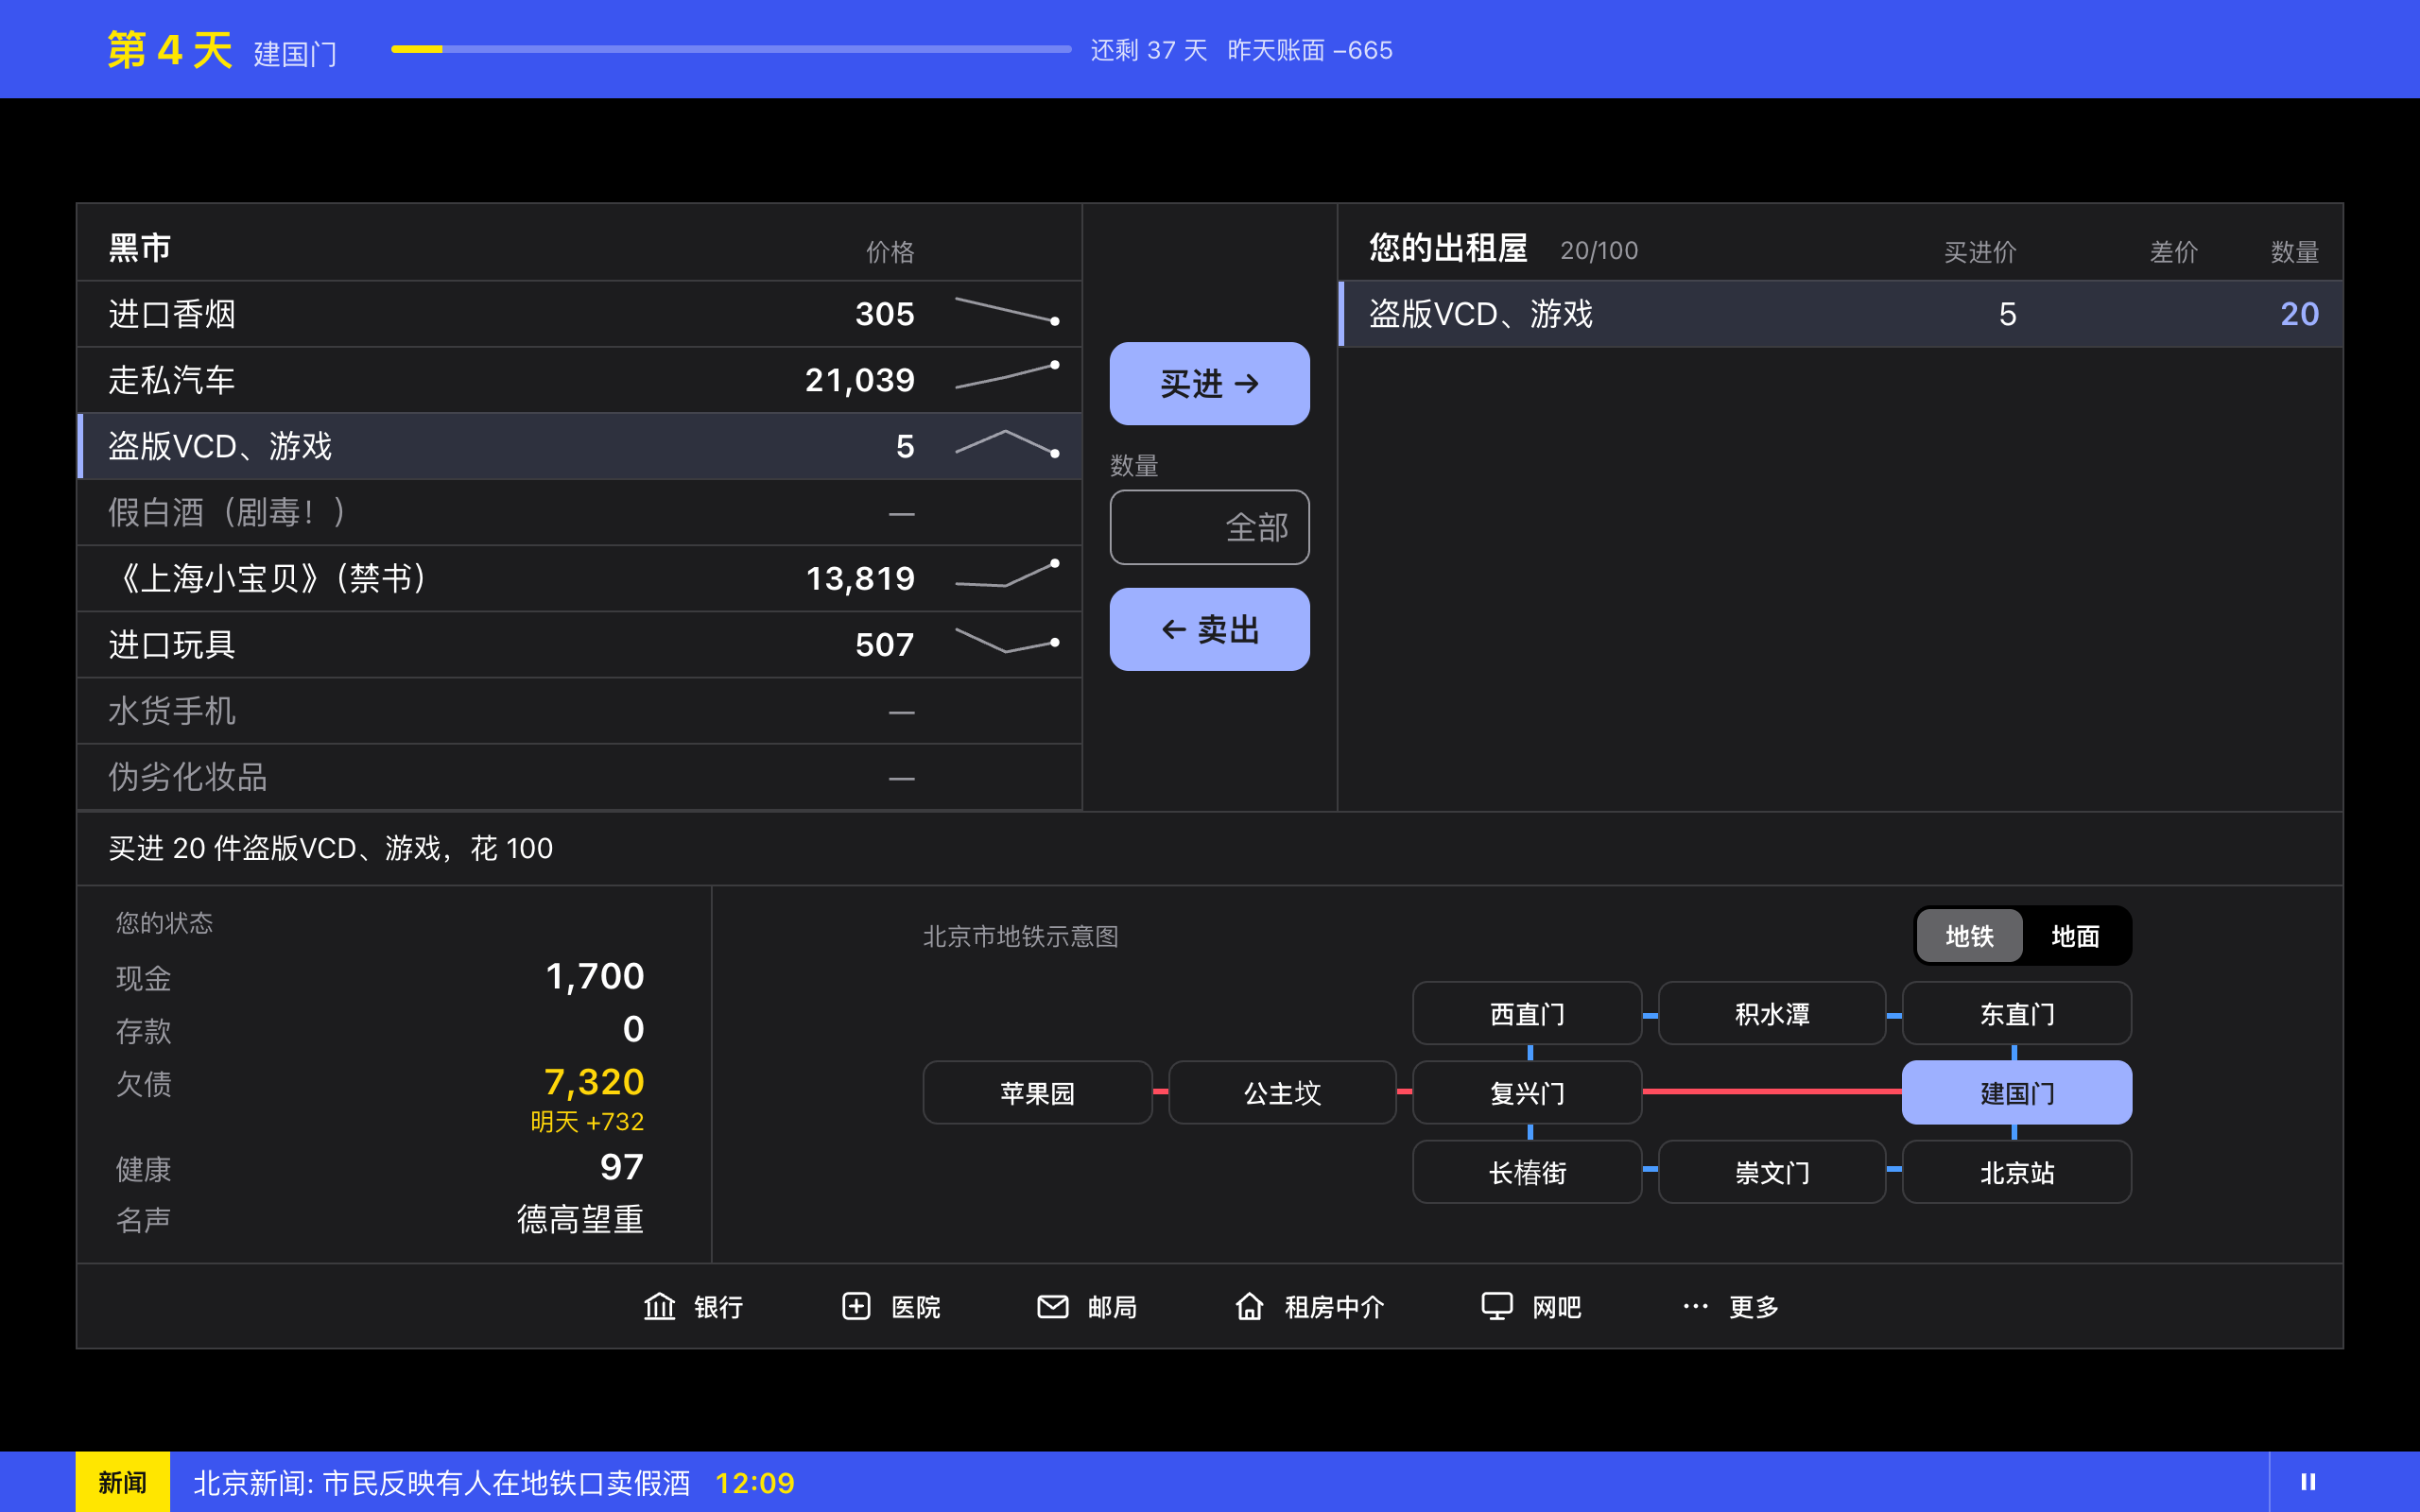 第 4 天 建国门 还剩 37 天 昨天账面 –665
黑市 价格
进口香烟 305
走私汽车 21,039
盗版VCD、游戏 5
假白酒（剧毒！） —
《上海小宝贝》（禁书） 13,819
进口玩具 507
水货手机 —
伪劣化妆品 —
买进 →
数量
全部
← 卖出
您的出租屋 20/100 买进价 差价 数量
盗版VCD、游戏 5 20
买进 20 件盗版VCD、游戏，花 100
您的状态
现金 1,700
存款 0
欠债 7,320
明天 +732
健康 97
名声 德高望重
北京市地铁示意图 地铁 地面
西直门 积水潭 东直门
苹果园 公主坟 复兴门 建国门
长椿街 崇文门 北京站
银行 医院 邮局 租房中介 网吧 更多
新闻 北京新闻: 市民反映有人在地铁口卖假酒 12:09